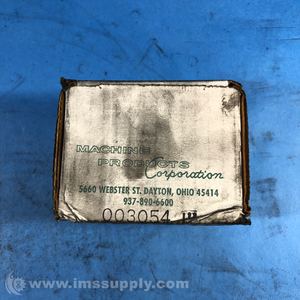 MACHINE
PRODUCTS
Corporation
5660 WEBSTER ST. DAYTON, OHIO 45414
937-890-6600
003054
© www.imssupply.com